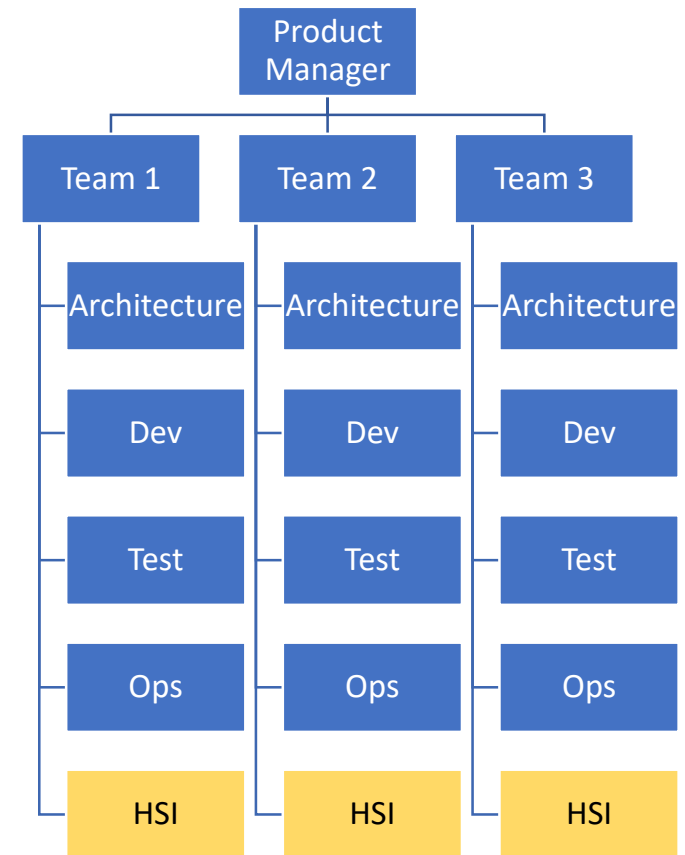 Product
Manager
Team 1
Team 2
Team 3
Architecture
Architecture
Architecture
Dev
Dev
Dev
Test
Test
Test
Ops
Ops
Ops
HSI
HSI
HSI